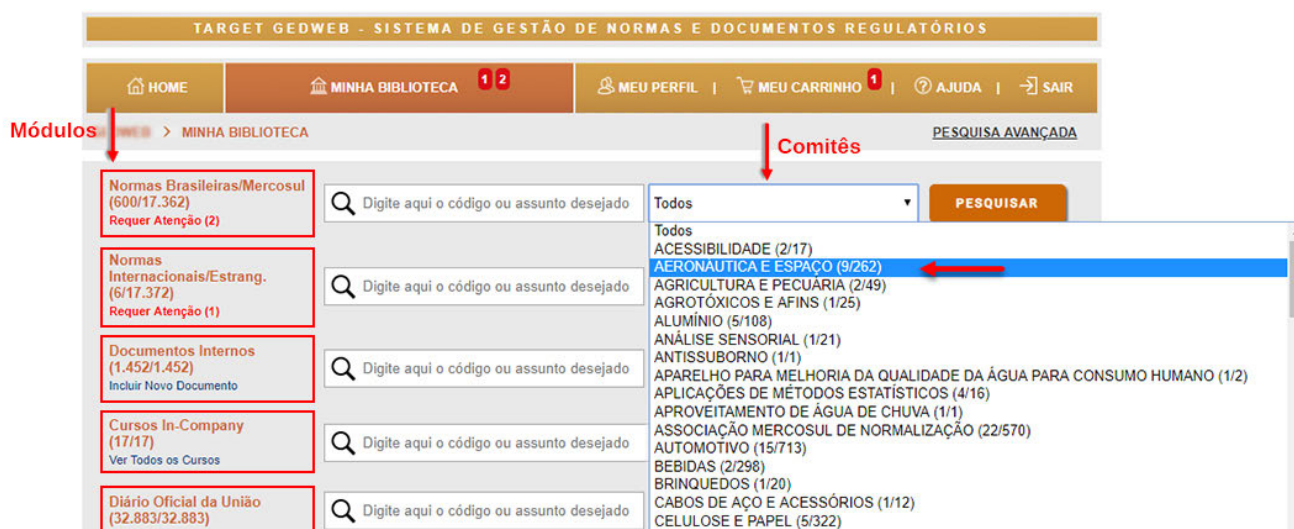 TARGET GEDWEB - SISTEMA DE GESTÃO DE NORMAS E DOCUMENTOS REGULATÓRIOS
HOME
MINHA BIBLIOTECA 1 2
MEU PERFIL | MEU CARRINHO 1 | AJUDA | SAIR
Módulos
> MINHA BIBLIOTECA
PESQUISA AVANÇADA
Comitês
Normas Brasileiras/Mercosul
(600/17.362)
Requer Atenção (2)
Digite aqui o código ou assunto desejado
Todos
PESQUISAR
Normas
Internacionais/Estrang.
(6/17.372)
Requer Atenção (1)
Digite aqui o código ou assunto desejado
Documentos Internos
(1.452/1.452)
Incluir Novo Documento
Digite aqui o código ou assunto desejado
Cursos In-Company
(17/17)
Ver Todos os Cursos
Digite aqui o código ou assunto desejado
Diário Oficial da União
(32.883/32.883)
Digite aqui o código ou assunto desejado
Todos
ACESSIBILIDADE (2/17)
AERONÁUTICA E ESPAÇO (9/262)
AGRICULTURA E PECUÁRIA (2/49)
AGROTÓXICOS E AFINS (1/25)
ALUMÍNIO (5/108)
ANÁLISE SENSORIAL (1/21)
ANTISSUBORNO (1/1)
APARELHO PARA MELHORIA DA QUALIDADE DA ÁGUA PARA CONSUMO HUMANO (1/2)
APLICAÇÕES DE MÉTODOS ESTATÍSTICOS (4/16)
APROVEITAMENTO DE ÁGUA DE CHUVA (1/1)
ASSOCIAÇÃO MERCOSUL DE NORMALIZAÇÃO (22/570)
AUTOMOTIVO (15/713)
BEBIDAS (2/298)
BRINQUEDOS (1/20)
CABOS DE AÇO E ACESSÓRIOS (1/12)
CELULOSE E PAPEL (5/322)